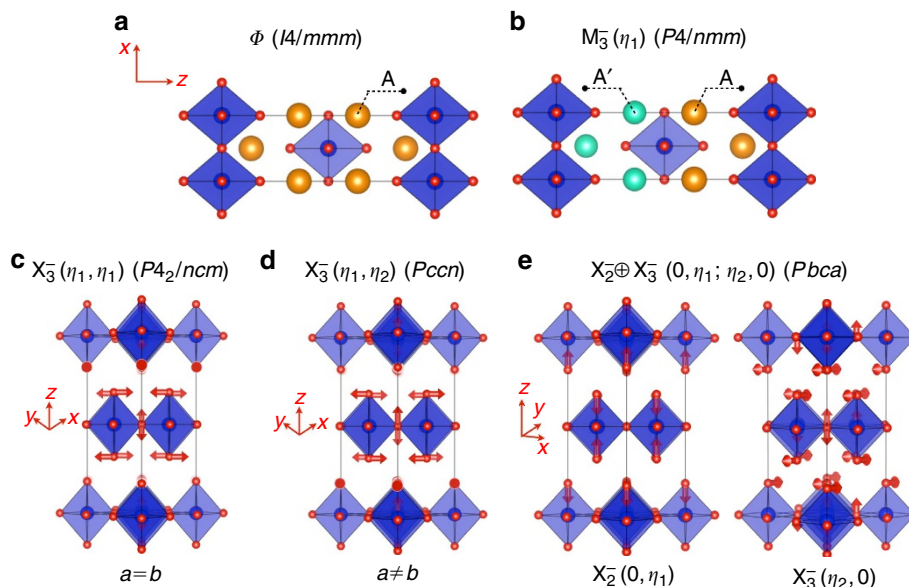 a
Φ (I4/mmm)
x
z
A
b
M₃⁻(η₁) (P4/nmm)
A′
A
c
X₃⁻(η₁, η₁) (P4₂/ncm)
z
y
x
a=b
d
X₃⁻(η₁, η₂) (Pccn)
z
y
x
a≠b
e
X₂⁻⊕X₃⁻ (0, η₁; η₂, 0) (Pbca)
z
y
x
X₂⁻(0, η₁)
X₃⁻(η₂, 0)